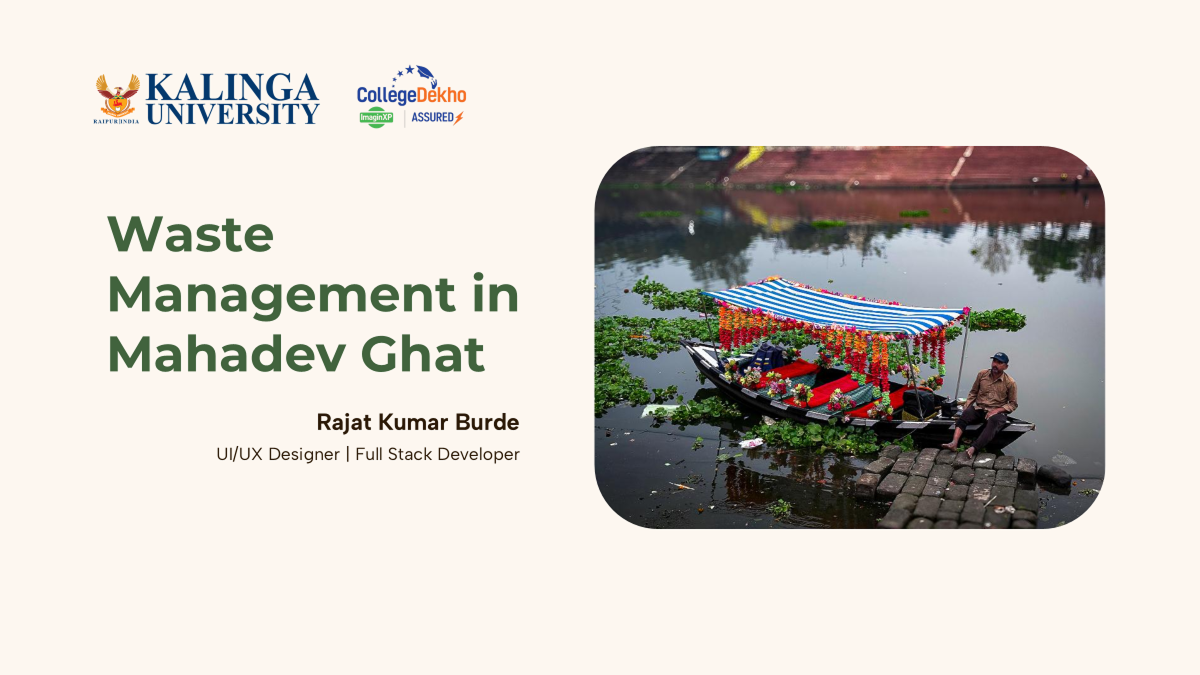 KALINGA
UNIVERSITY
RAIPUR INDIA
CollegeDekho
ImaginXP | ASSURED
Waste
Management in
Mahadev Ghat
Rajat Kumar Burde
UI/UX Designer | Full Stack Developer